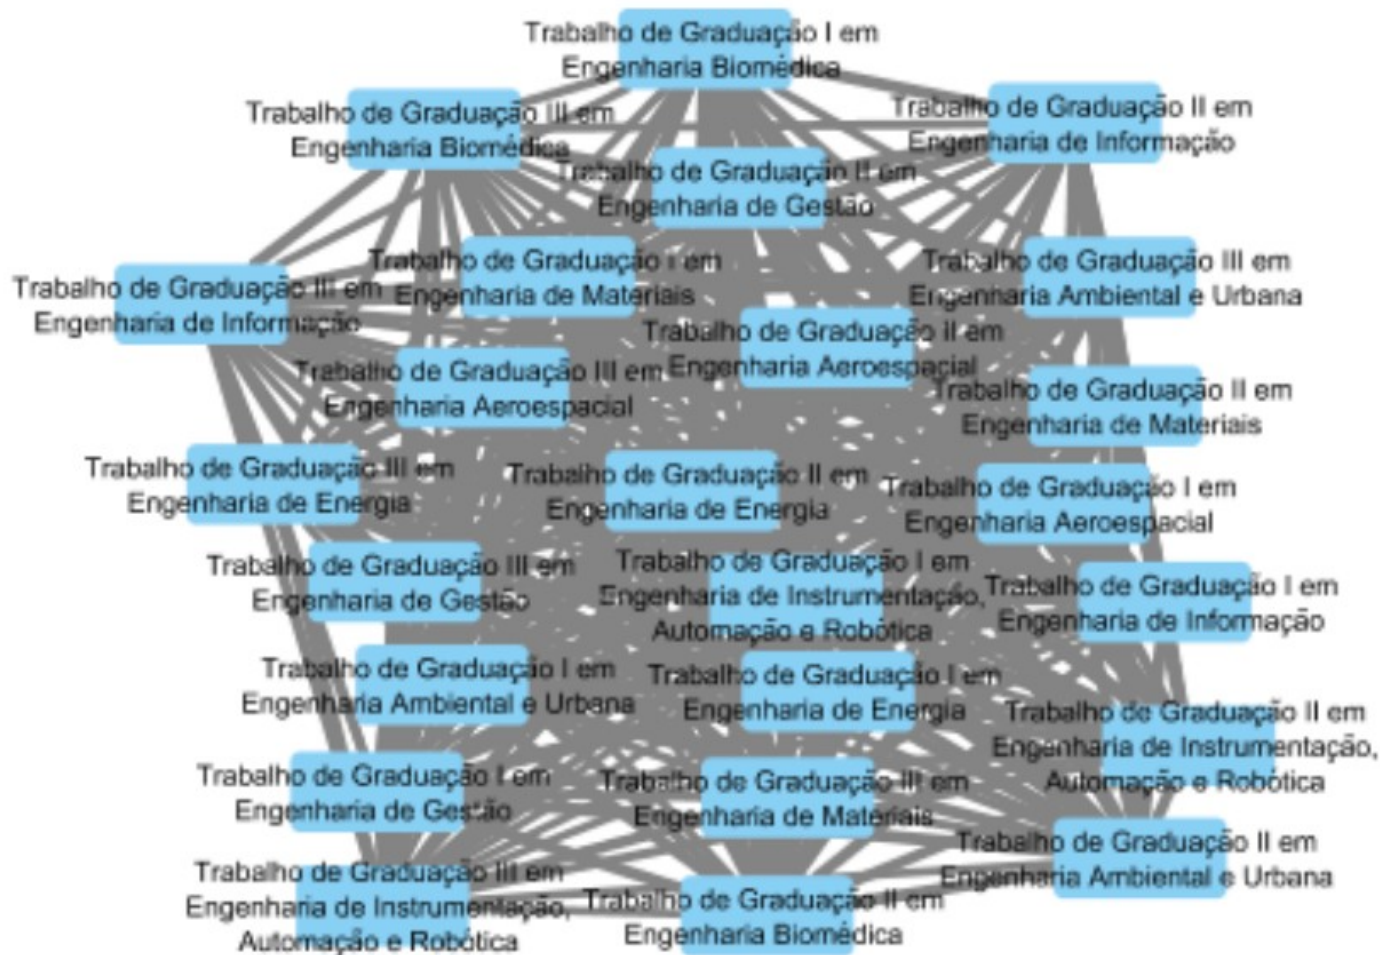 Trabalho de Graduação I em
Engenharia Biomédica
Trabalho de Graduação III em
Engenharia Biomédica
Trabalho de Graduação II em
Engenharia de Informação
Trabalho de Graduação II em
Engenharia de Gestão
Trabalho de Graduação I em
Engenharia de Materiais
Trabalho de Graduação III em
Engenharia Ambiental e Urbana
Trabalho de Graduação III em
Engenharia de Informação
Trabalho de Graduação II em
Engenharia Aeroespacial
Trabalho de Graduação III em
Engenharia Aeroespacial
Trabalho de Graduação II em
Engenharia de Materiais
Trabalho de Graduação III em
Engenharia de Energia
Trabalho de Graduação II em
Engenharia de Energia
Trabalho de Graduação I em
Engenharia Aeroespacial
Trabalho de Graduação III em
Engenharia de Gestão
Trabalho de Graduação I em
Engenharia de Instrumentação,
Automação e Robótica
Trabalho de Graduação I em
Engenharia de Informação
Trabalho de Graduação I em
Engenharia Ambiental e Urbana
Trabalho de Graduação I em
Engenharia de Energia
Trabalho de Graduação II em
Engenharia de Instrumentação,
Automação e Robótica
Trabalho de Graduação I em
Engenharia de Gestão
Trabalho de Graduação III em
Engenharia de Materiais
Trabalho de Graduação II em
Engenharia Ambiental e Urbana
Trabalho de Graduação III em
Engenharia de Instrumentação,
Automação e Robótica
Trabalho de Graduação II em
Engenharia Biomédica